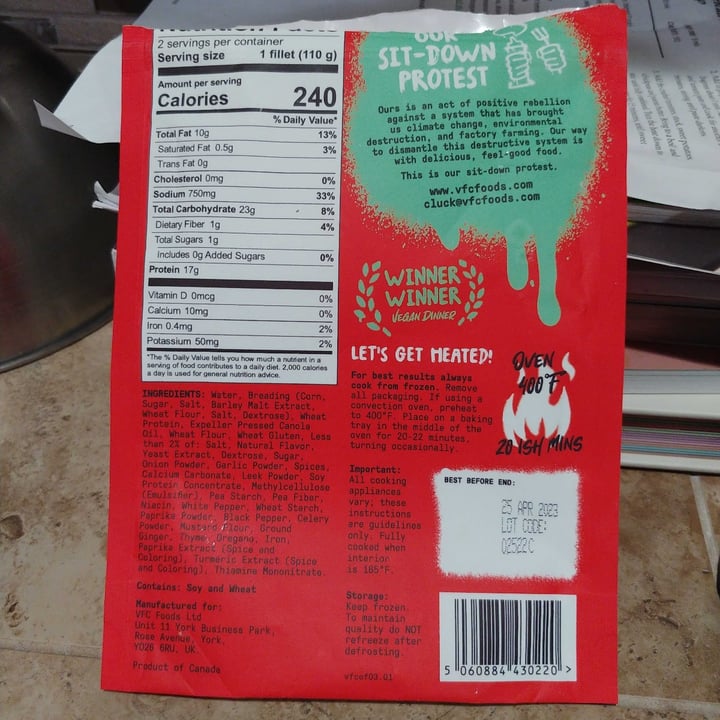 2 servings per container
Serving size 1 fillet (110 g)
Amount per serving
Calories 240
% Daily Value*
Total Fat 10g 13%
Saturated Fat 0.5g 3%
Trans Fat 0g
Cholesterol 0mg 0%
Sodium 750mg 33%
Total Carbohydrate 23g 8%
Dietary Fiber 1g 4%
Total Sugars 1g
Includes 0g Added Sugars 0%
Protein 17g
Vitamin D 0mcg 0%
Calcium 10mg 0%
Iron 0.4mg 2%
Potassium 50mg 2%
*The % Daily Value tells you how much a nutrient in a
serving of food contributes to a daily diet. 2,000 calories
a day is used for general nutrition advice.
INGREDIENTS: Water, Breading (Corn,
Sugar, Salt, Barley Malt Extract,
Wheat Flour, Salt, Dextrose), Wheat
Protein, Expeller Pressed Canola
Oil, Wheat Flour, Wheat Gluten, Less
than 2% of: Salt, Natural Flavor,
Yeast Extract, Dextrose, Sugar,
Onion Powder, Garlic Powder, Spices,
Calcium Carbonate, Leek Powder, Soy
Protein Concentrate, Methylcellulose
(Emulsifier), Pea Starch, Pea Fiber,
Niacin, White Pepper, Wheat Starch,
Paprika Powder, Black Pepper, Celery
Powder, Mustard Flour, Ground
Ginger, Thyme, Oregano, Iron,
Paprika Extract (Spice and
Coloring), Turmeric Extract (Spice
and Coloring), Thiamine Mononitrate.
Contains: Soy and Wheat
Manufactured for:
VFC Foods Ltd
Unit 11 York Business Park,
Rose Avenue, York,
YO26 6RU, UK
Product of Canada
OUR
SIT-DOWN
PROTEST
Ours is an act of positive rebellion
against a system that has brought
us climate change, environmental
destruction, and factory farming. Our way
to dismantle this destructive system is
with delicious, feel-good food.
This is our sit-down protest.
www.vfcfoods.com
cluck@vfcfoods.com
WINNER
WINNER
VEGAN DINNER
LET'S GET HEATED!
For best results always
cook from frozen. Remove
all packaging. If using a
convection oven, preheat
to 400°F. Place on a baking
tray in the middle of the
oven for 20-22 minutes,
turning occasionally.
OVEN
400°F
20 ISH MINS
Important:
All cooking
appliances
vary; these
instructions
are guidelines
only. Fully
cooked when
interior
is 185°F.
Storage:
Keep frozen.
To maintain
quality do NOT
refreeze after
defrosting.
vfcof03.01
BEST BEFORE END:
25 APR 2023
LOT CODE:
02522C
5 060884 430220 >